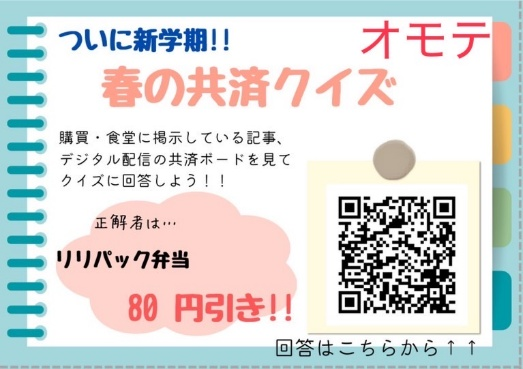 ついに新学期!!
オモテ
春の共済クイズ
購買・食堂に掲示している記事、
デジタル配信の共済ボードを見て
クイズに回答しよう！！
正解者は…
リリパック弁当
80 円引き!!
回答はこちらから↑↑